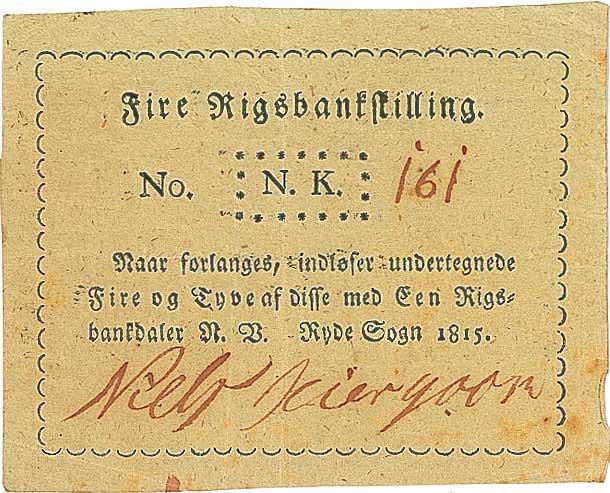 Fire Rigsbankskilling.
No. N. K. 161
Naar forlanges, indløser undertegnede
Fire og Tyve af disse med Een Rigs-
bankdaler N. V. Ryde Sogn 1815.
Niels